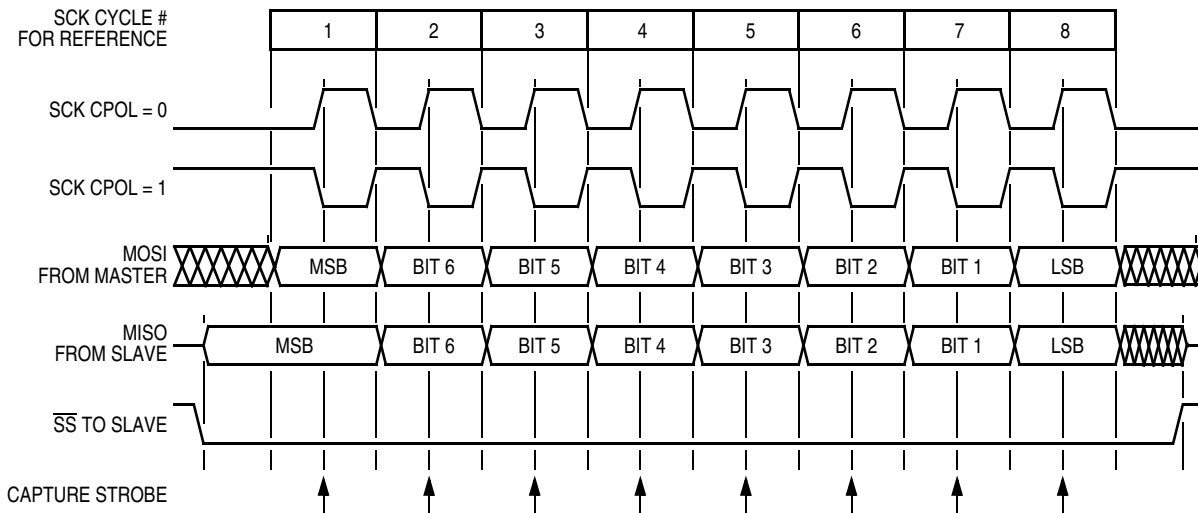 SCK CYCLE #
FOR REFERENCE
1 2 3 4 5 6 7 8
SCK CPOL = 0
SCK CPOL = 1
MOSI
FROM MASTER
MSB BIT 6 BIT 5 BIT 4 BIT 3 BIT 2 BIT 1 LSB
MISO
FROM SLAVE
MSB BIT 6 BIT 5 BIT 4 BIT 3 BIT 2 BIT 1 LSB
SS TO SLAVE
CAPTURE STROBE